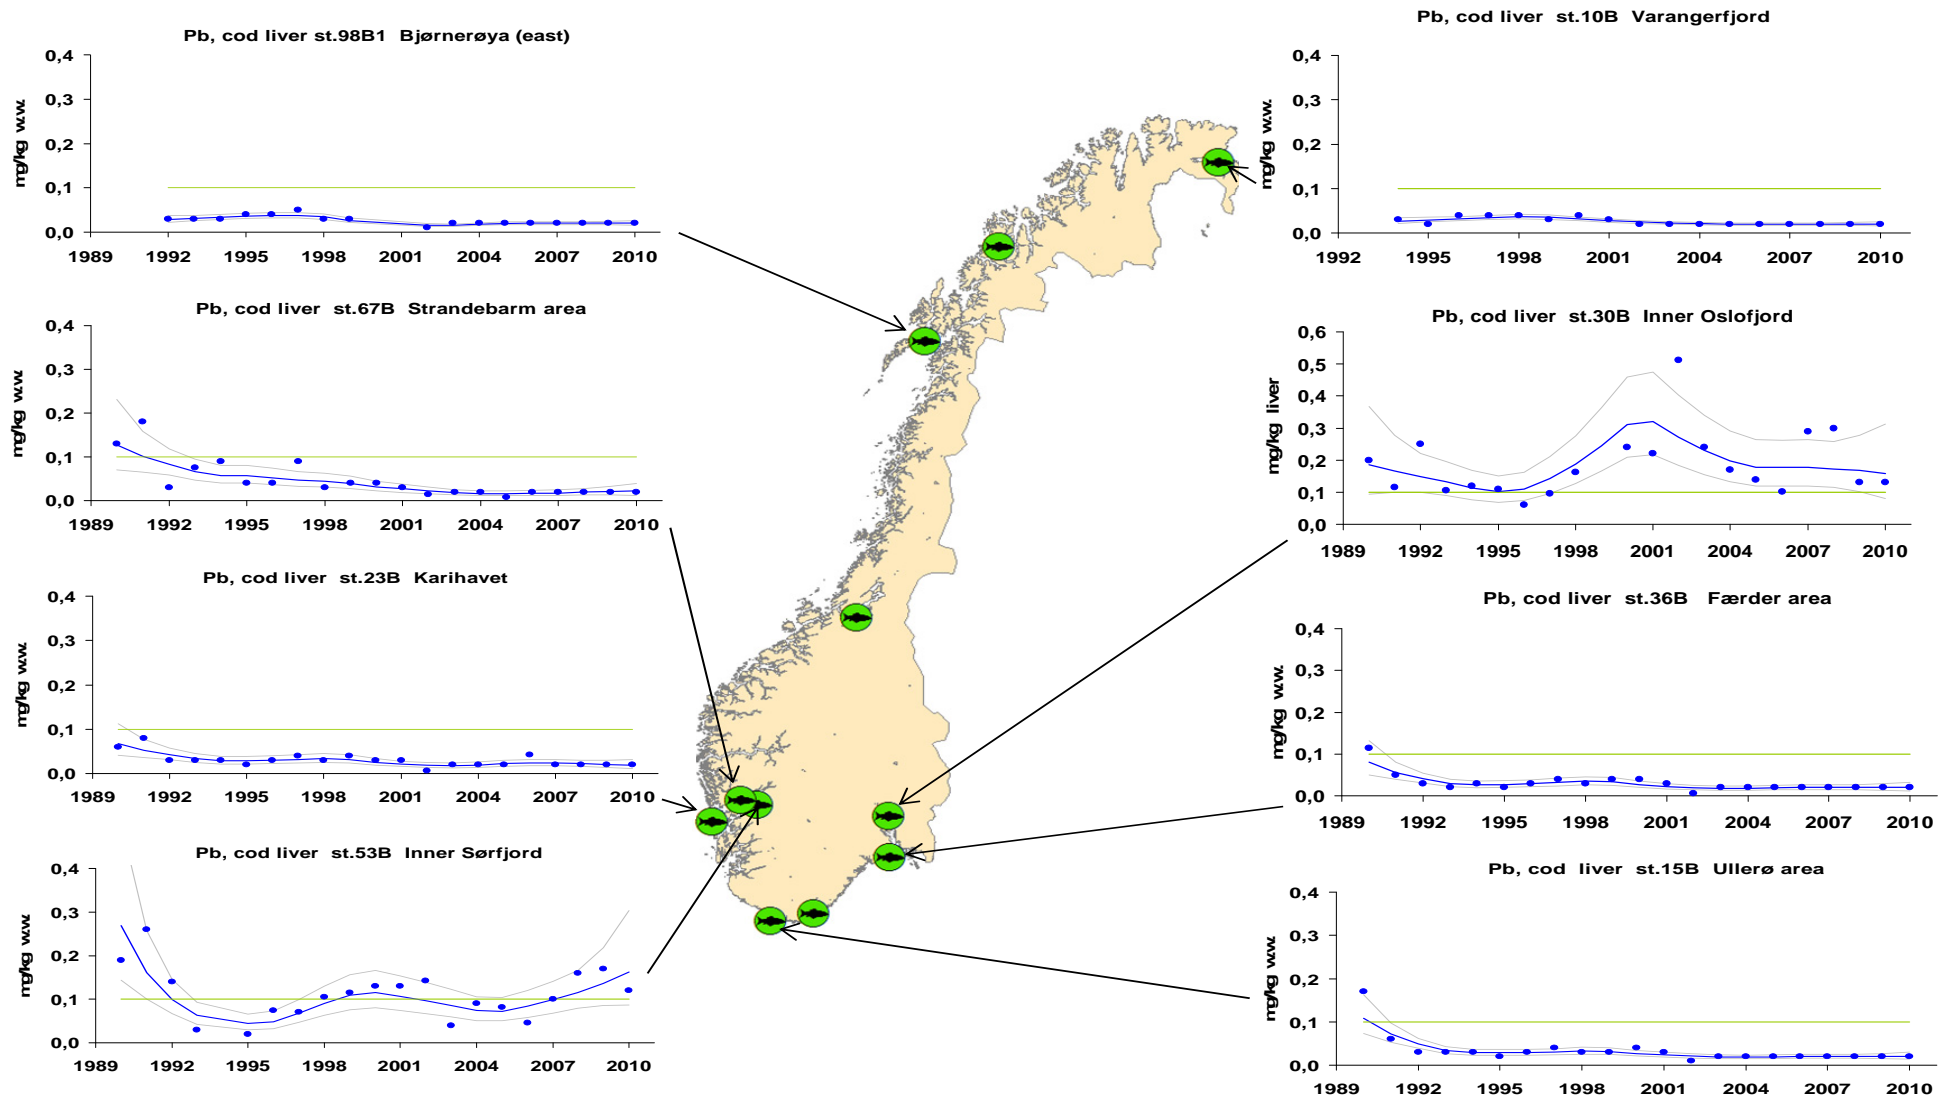 Pb, cod liver st.98B1 Bjørnerøya (east)
0,4
0,3
0,2
0,1
0,0
mg/kg w.w.
1989 1992 1995 1998 2001 2004 2007 2010
Pb, cod liver st.67B Strandebarm area
0,4
0,3
0,2
0,1
0,0
mg/kg w.w.
1989 1992 1995 1998 2001 2004 2007 2010
Pb, cod liver st.23B Karihavet
0,4
0,3
0,2
0,1
0,0
mg/kg w.w.
1989 1992 1995 1998 2001 2004 2007 2010
Pb, cod liver st.53B Inner Sørfjord
0,4
0,3
0,2
0,1
0,0
mg/kg w.w.
1989 1992 1995 1998 2001 2004 2007 2010
Pb, cod liver st.10B Varangerfjord
0,4
0,3
0,2
0,1
0,0
mg/kg w.w.
1992 1995 1998 2001 2004 2007 2010
Pb, cod liver st.30B Inner Oslofjord
0,6
0,5
0,4
0,3
0,2
0,1
0,0
mg/kg liver
1989 1992 1995 1998 2001 2004 2007 2010
Pb, cod liver st.36B Færder area
0,4
0,3
0,2
0,1
0,0
mg/kg w.w.
1989 1992 1995 1998 2001 2004 2007 2010
Pb, cod liver st.15B Ullerø area
0,4
0,3
0,2
0,1
0,0
mg/kg w.w.
1989 1992 1995 1998 2001 2004 2007 2010